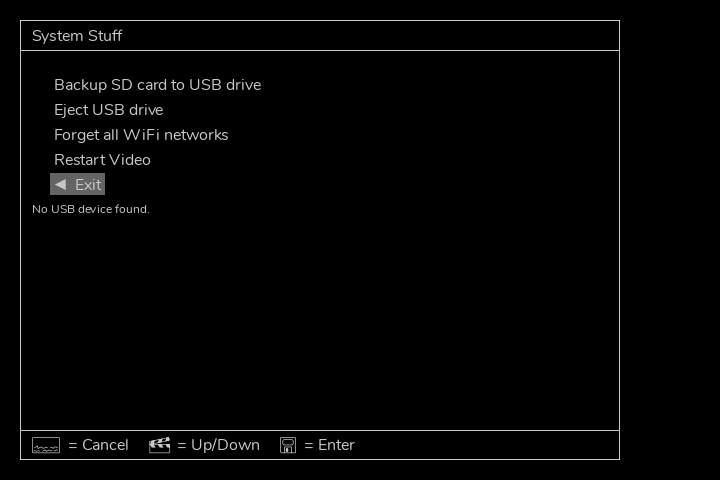 System Stuff
Backup SD card to USB drive
Eject USB drive
Forget all WiFi networks
Restart Video
◄ Exit
No USB device found.
= Cancel = Up/Down = Enter